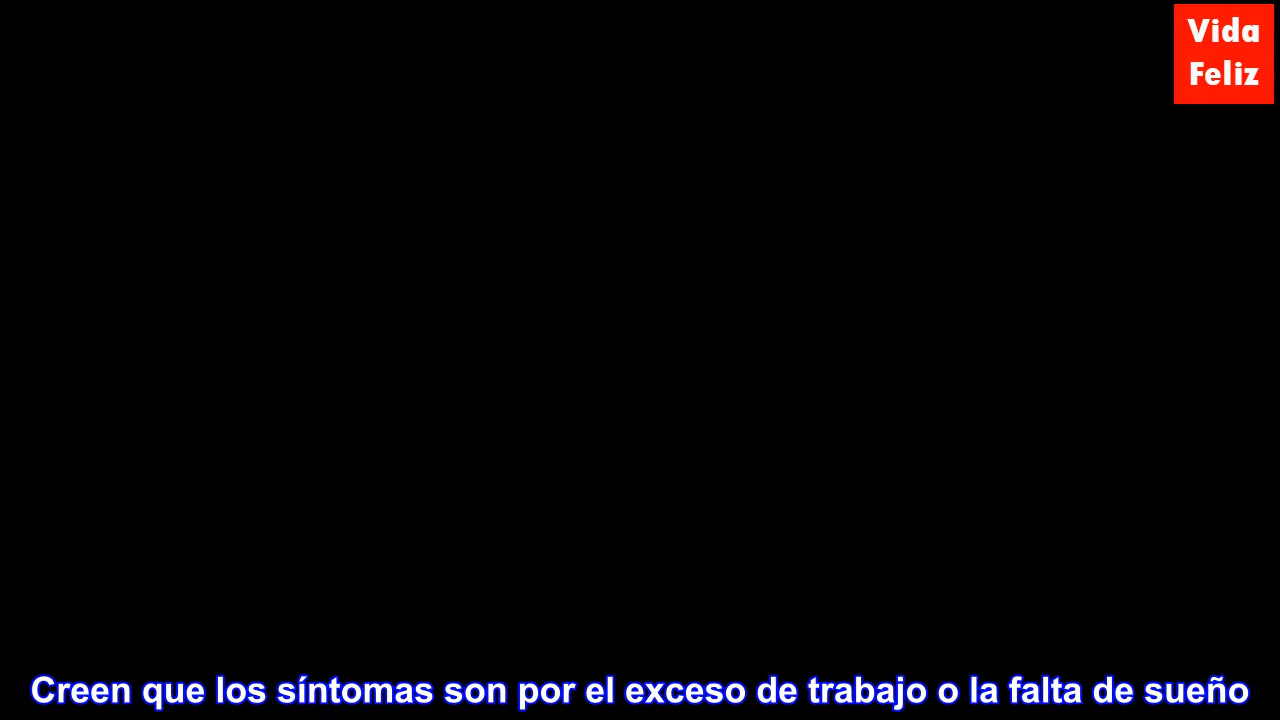 Vida
Feliz
Creen que los síntomas son por el exceso de trabajo o la falta de sueño